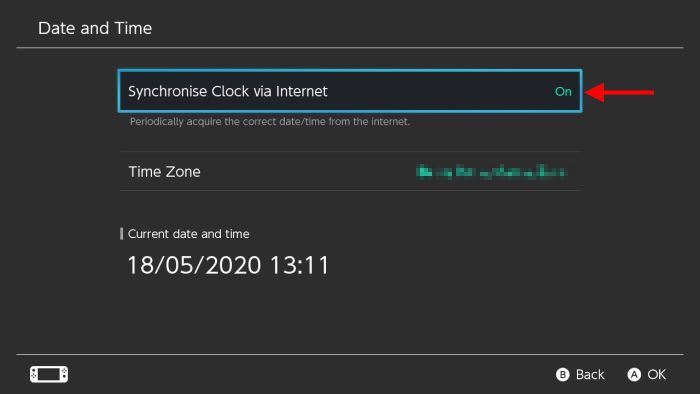 Date and Time
Synchronise Clock via Internet On
Periodically acquire the correct date/time from the internet.
Time Zone
Current date and time
18/05/2020 13:11
B Back A OK